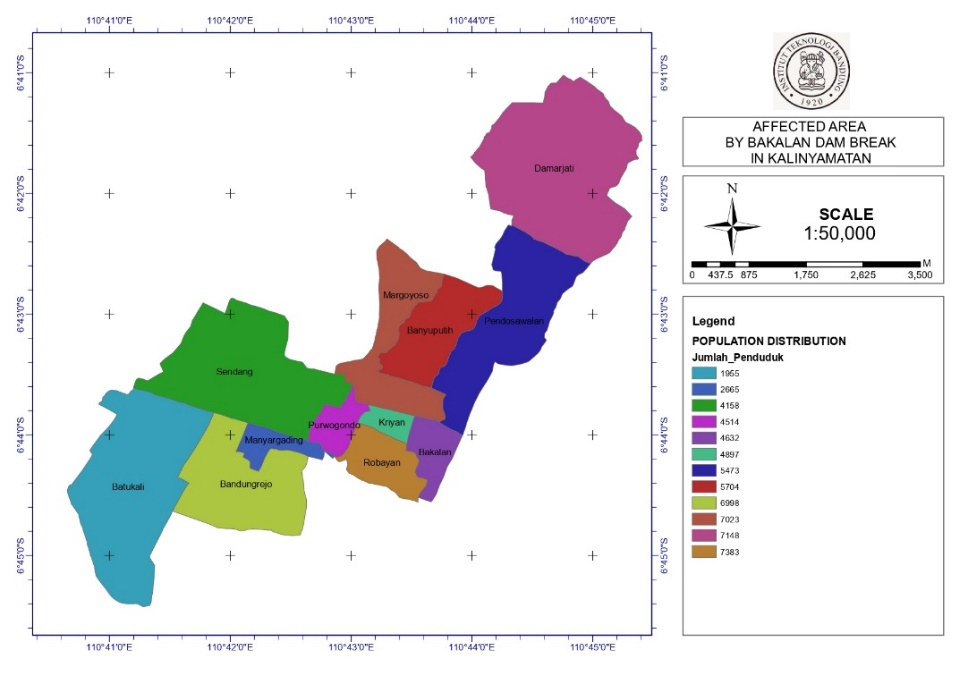 110°41'0"E 110°42'0"E 110°43'0"E 110°44'0"E 110°45'0"E
6°41'0"S
6°42'0"S
6°43'0"S
6°44'0"S
6°45'0"S
6°41'0"S
6°42'0"S
6°43'0"S
6°44'0"S
6°45'0"S
Damarjati
Margoyoso
Pendosawalan
Banyuputih
Sendang
Kriyan
Purwogondo
Manyargading
Bakalan
Robayan
Bandungrojo
Batukali
110°41'0"E 110°42'0"E 110°43'0"E 110°44'0"E 110°45'0"E
INSTITUT TEKNOLOGI BANDUNG
1920
AFFECTED AREA
BY BAKALAN DAM BREAK
IN KALINYAMATAN
N
SCALE
1:50,000
M
0 437.5 875 1,750 2,625 3,500
Legend
POPULATION DISTRIBUTION
Jumlah_Penduduk
1955
2665
4158
4514
4632
4897
5473
5704
6998
7023
7148
7383